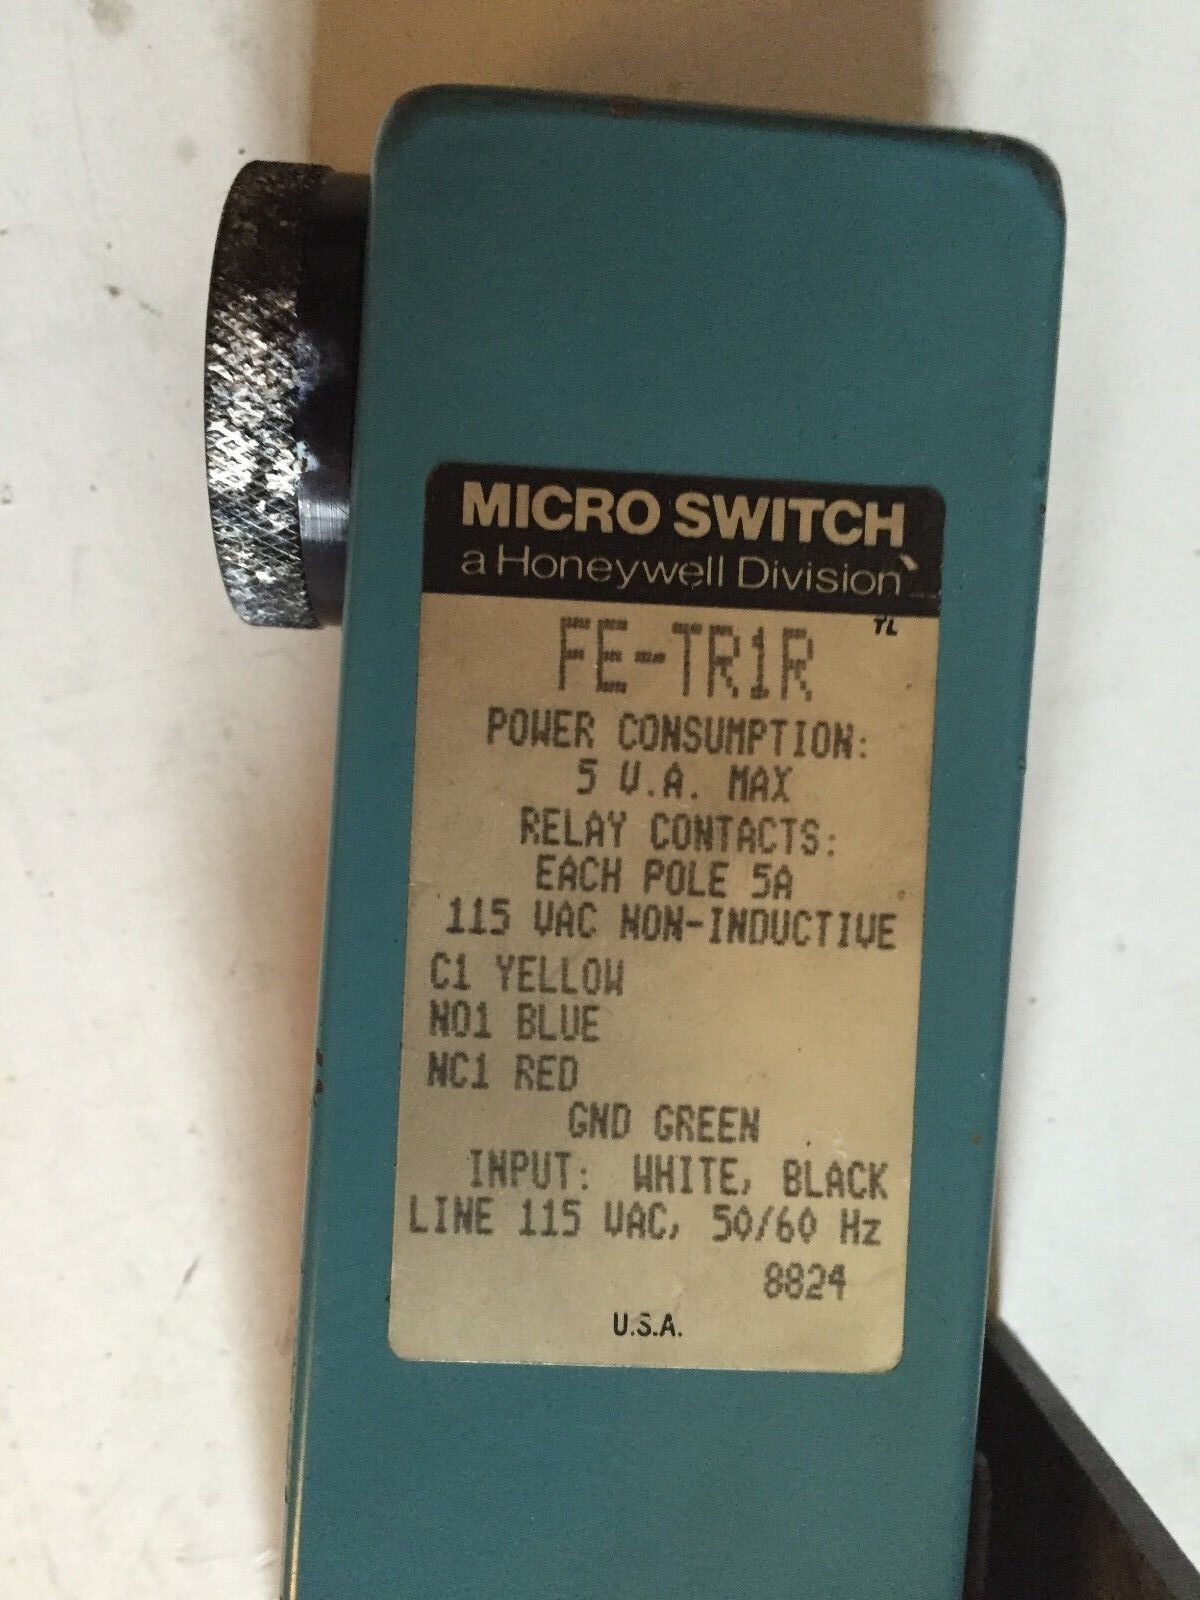 MICRO SWITCH
a Honeywell Division
TL
FE-TR1R
POWER CONSUMPTION:
5 V.A. MAX
RELAY CONTACTS:
EACH POLE 5A
115 VAC NON-INDUCTIVE
C1 YELLOW
NO1 BLUE
NC1 RED
GND GREEN
INPUT: WHITE, BLACK
LINE 115 VAC, 50/60 Hz
8824
U.S.A.